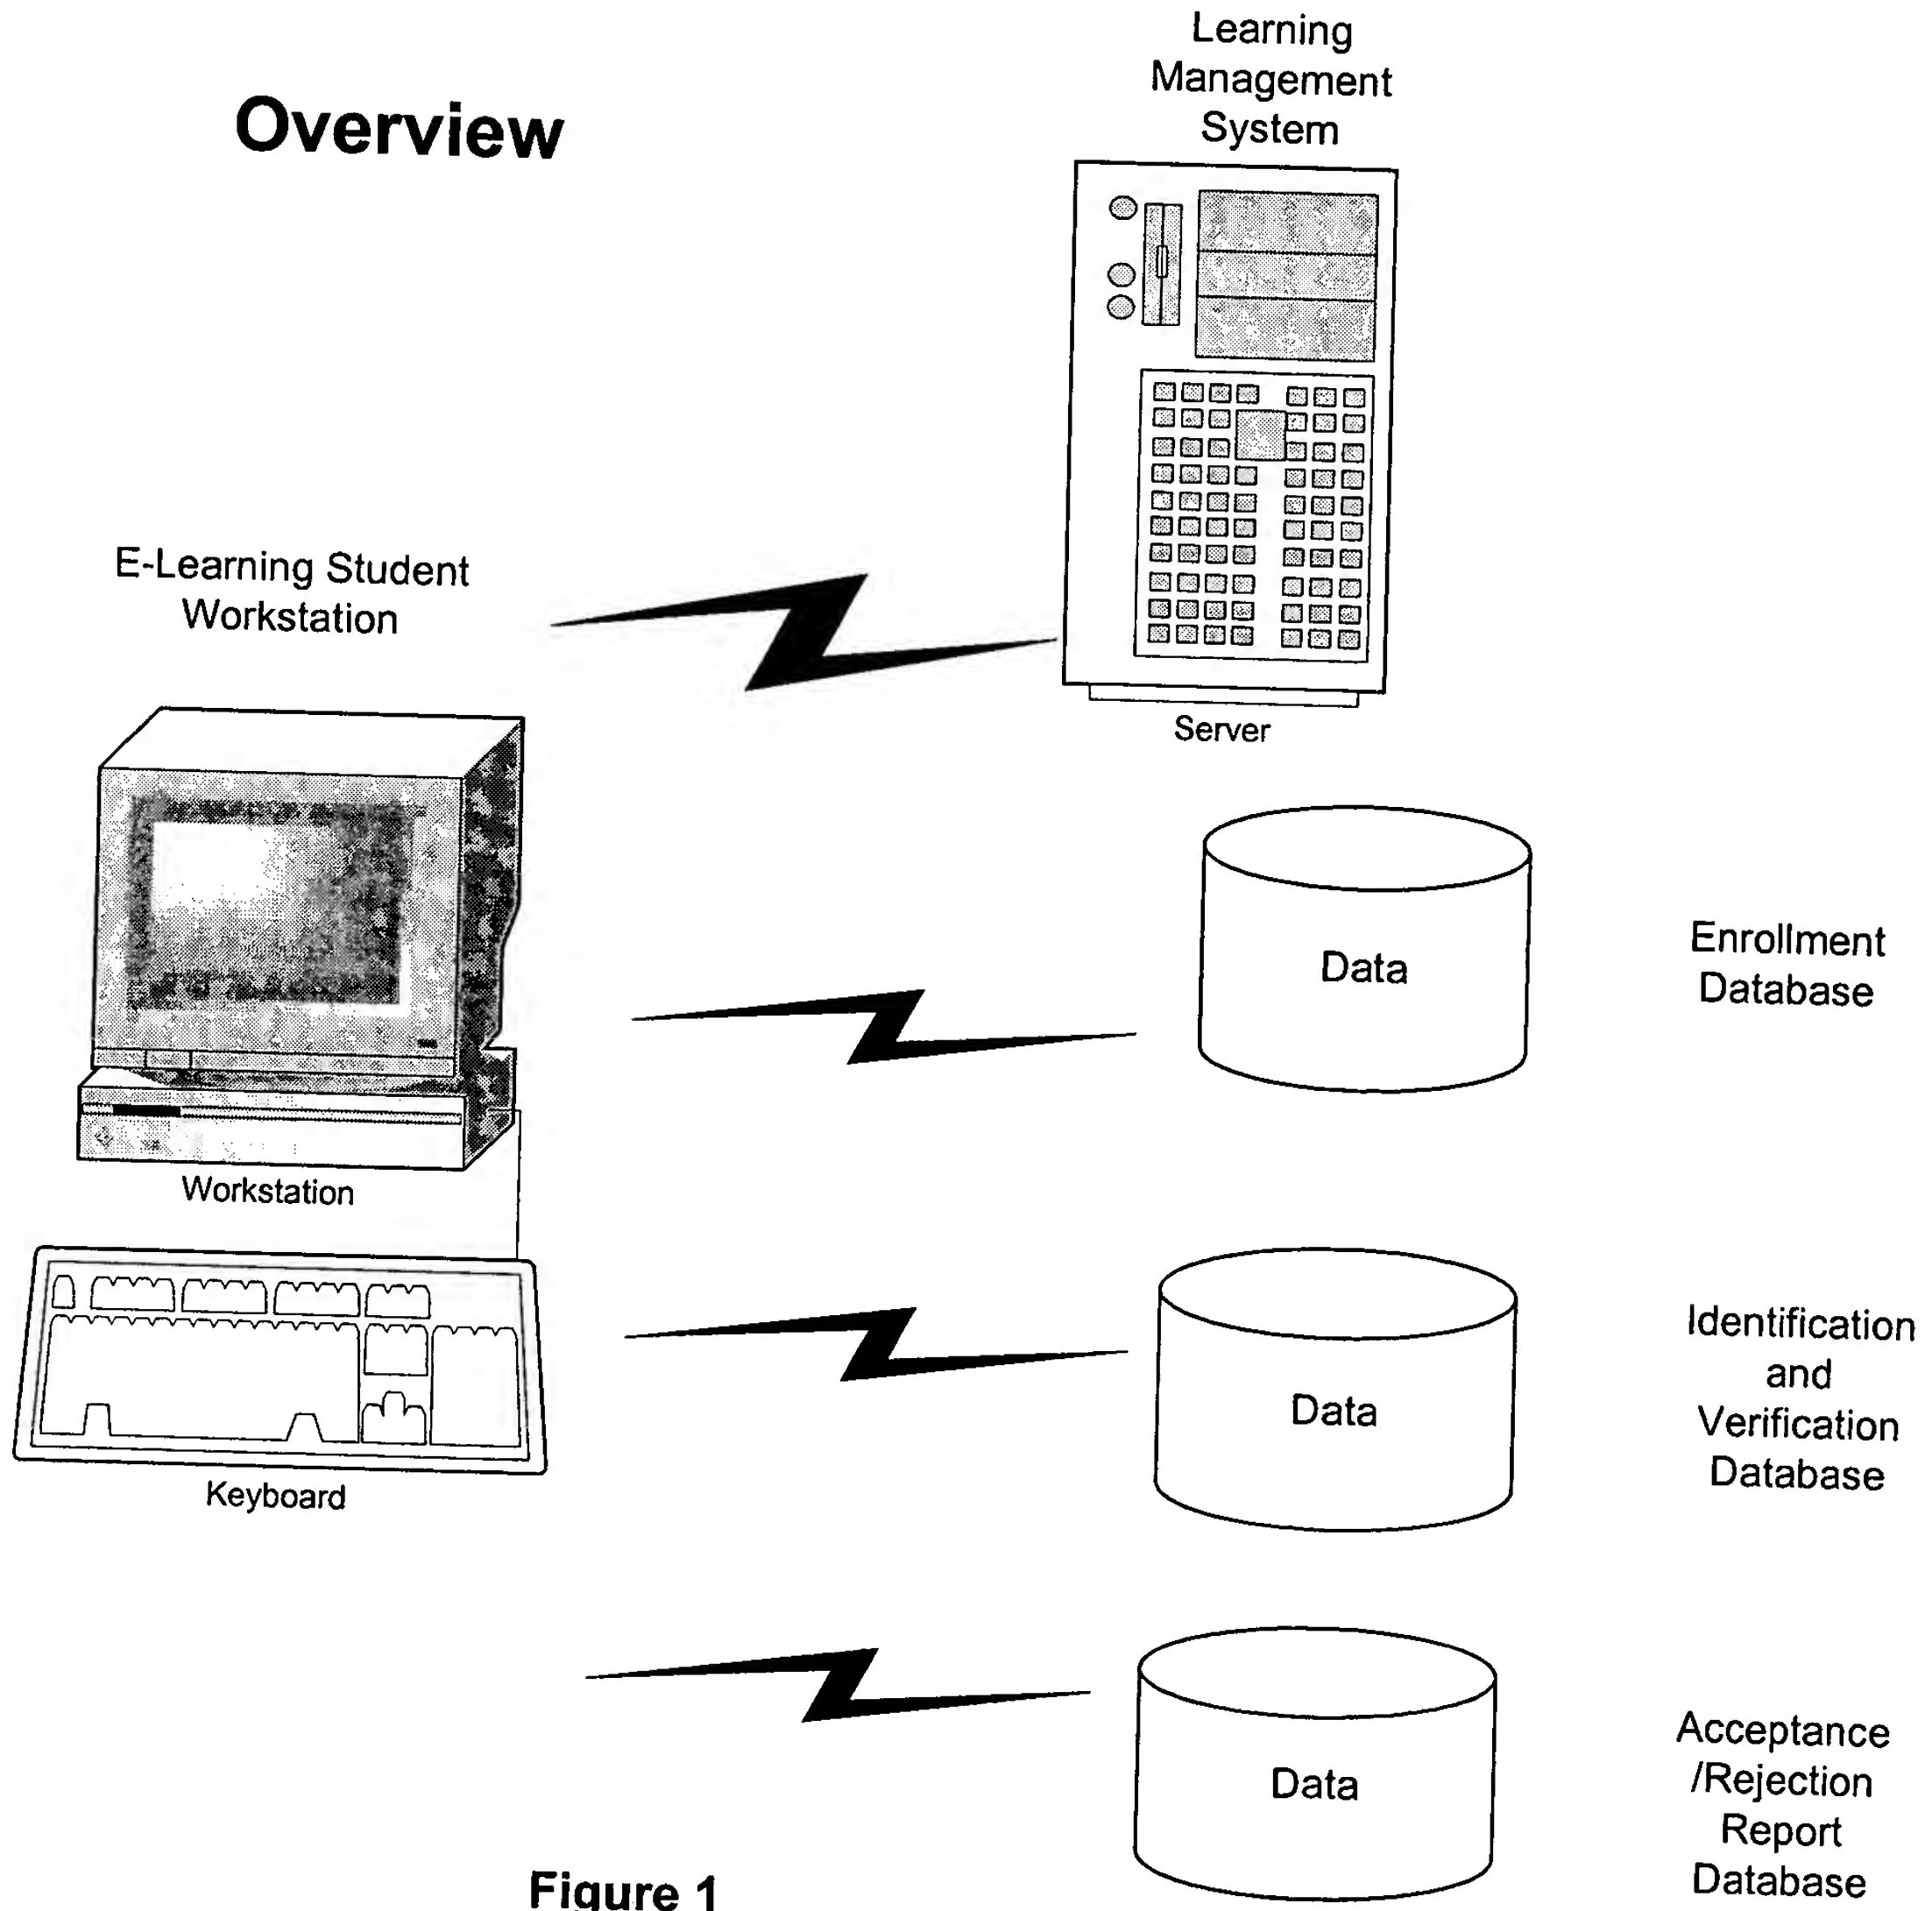 Overview
Learning
Management
System
Server
E-Learning Student
Workstation
Workstation
Keyboard
Data
Enrollment
Database
Data
Identification
and
Verification
Database
Data
Acceptance
/Rejection
Report
Database
Figure 1